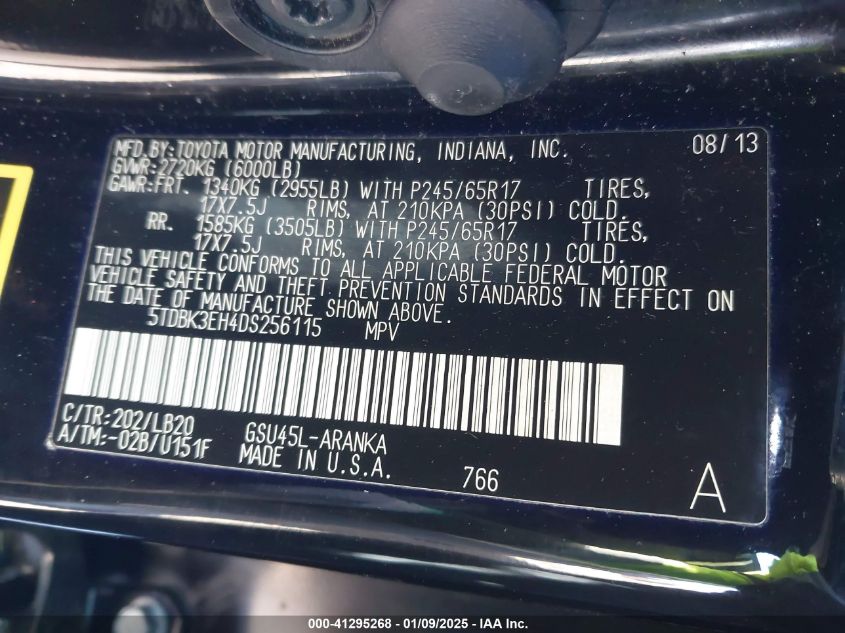 MFD.BY:TOYOTA MOTOR MANUFACTURING, INDIANA, INC. 08/13
GVWR:2720KG (6000LB)
GAWR:FRT. 1340KG (2955LB) WITH P245/65R17 TIRES,
17X7.5J RIMS, AT 210KPA (30PSI) COLD.
RR. 1585KG (3505LB) WITH P245/65R17 TIRES,
17X7.5J RIMS, AT 210KPA (30PSI) COLD.
THIS VEHICLE CONFORMS TO ALL APPLICABLE FEDERAL MOTOR
VEHICLE SAFETY AND THEFT PREVENTION STANDARDS IN EFFECT ON
THE DATE OF MANUFACTURE SHOWN ABOVE.
5TDBK3EH4DS256115 MPV
C/TR:202/LB20 GSU45L-ARANKA
A/TM:-02B/U151F MADE IN U.S.A. 766 A
000-41295268 - 01/09/2025 - IAA Inc.